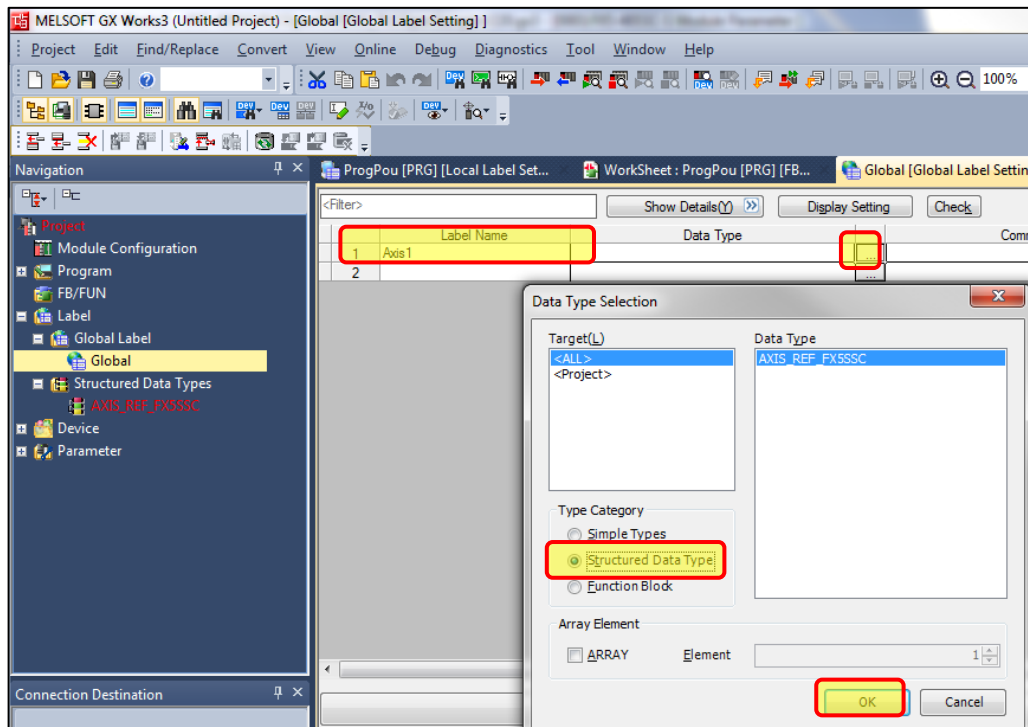 MELSOFT GX Works3 (Untitled Project) - [Global [Global Label Setting] ]
Project Edit Find/Replace Convert View Online Debug Diagnostics Tool Window Help
100%
Navigation
ProgPou [PRG] [Local Label Set...
WorkSheet : ProgPou [PRG] [FB...
Global [Global Label Settin
<Filter>
Show Details(Y)
Display Setting
Check
Project
Module Configuration
Program
FB/FUN
Label
Global Label
Global
Structured Data Types
AXIS_REF_FX5SSC
Device
Parameter
Connection Destination
Label Name Data Type Comm
1 Axis1 ...
2 ...
Data Type Selection
Target(L)
<ALL>
<Project>
Data Type
AXIS_REF_FX5SSC
Type Category
Simple Types
Structured Data Type
Function Block
Array Element
ARRAY Element 1
OK Cancel